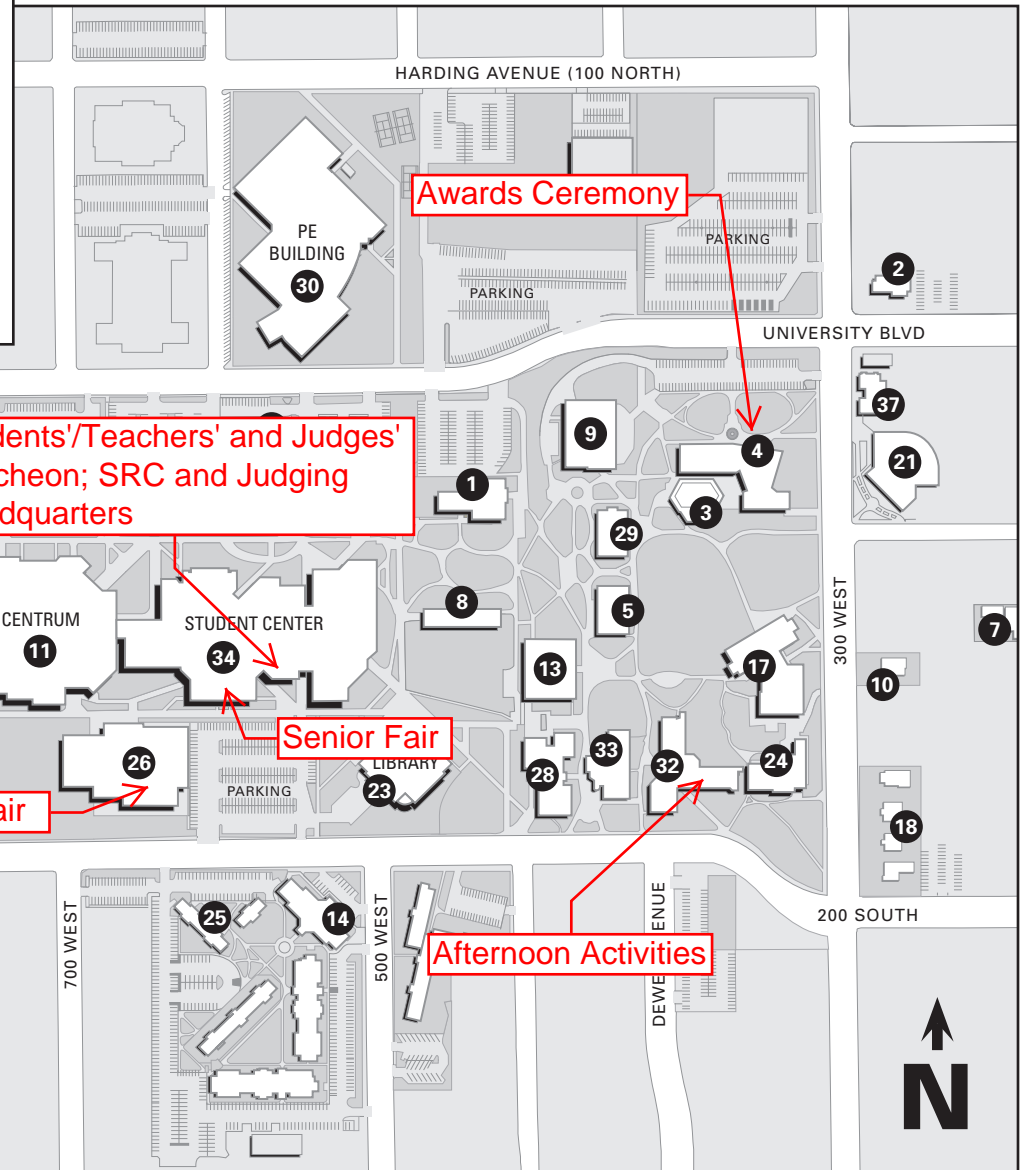 HARDING AVENUE (100 NORTH)
Awards Ceremony
PE
BUILDING
30
PARKING
2
PARKING
UNIVERSITY BLVD
37
9
4
21
dents'/Teachers' and Judges'
cheon; SRC and Judging
dquarters
1
3
29
8
5
300 WEST
7
CENTRUM
11
STUDENT CENTER
34
13
17
10
Senior Fair
26
LIBRARY
23
28
33
32
24
PARKING
air
18
700 WEST
25
14
500 WEST
200 SOUTH
Afternoon Activities
N